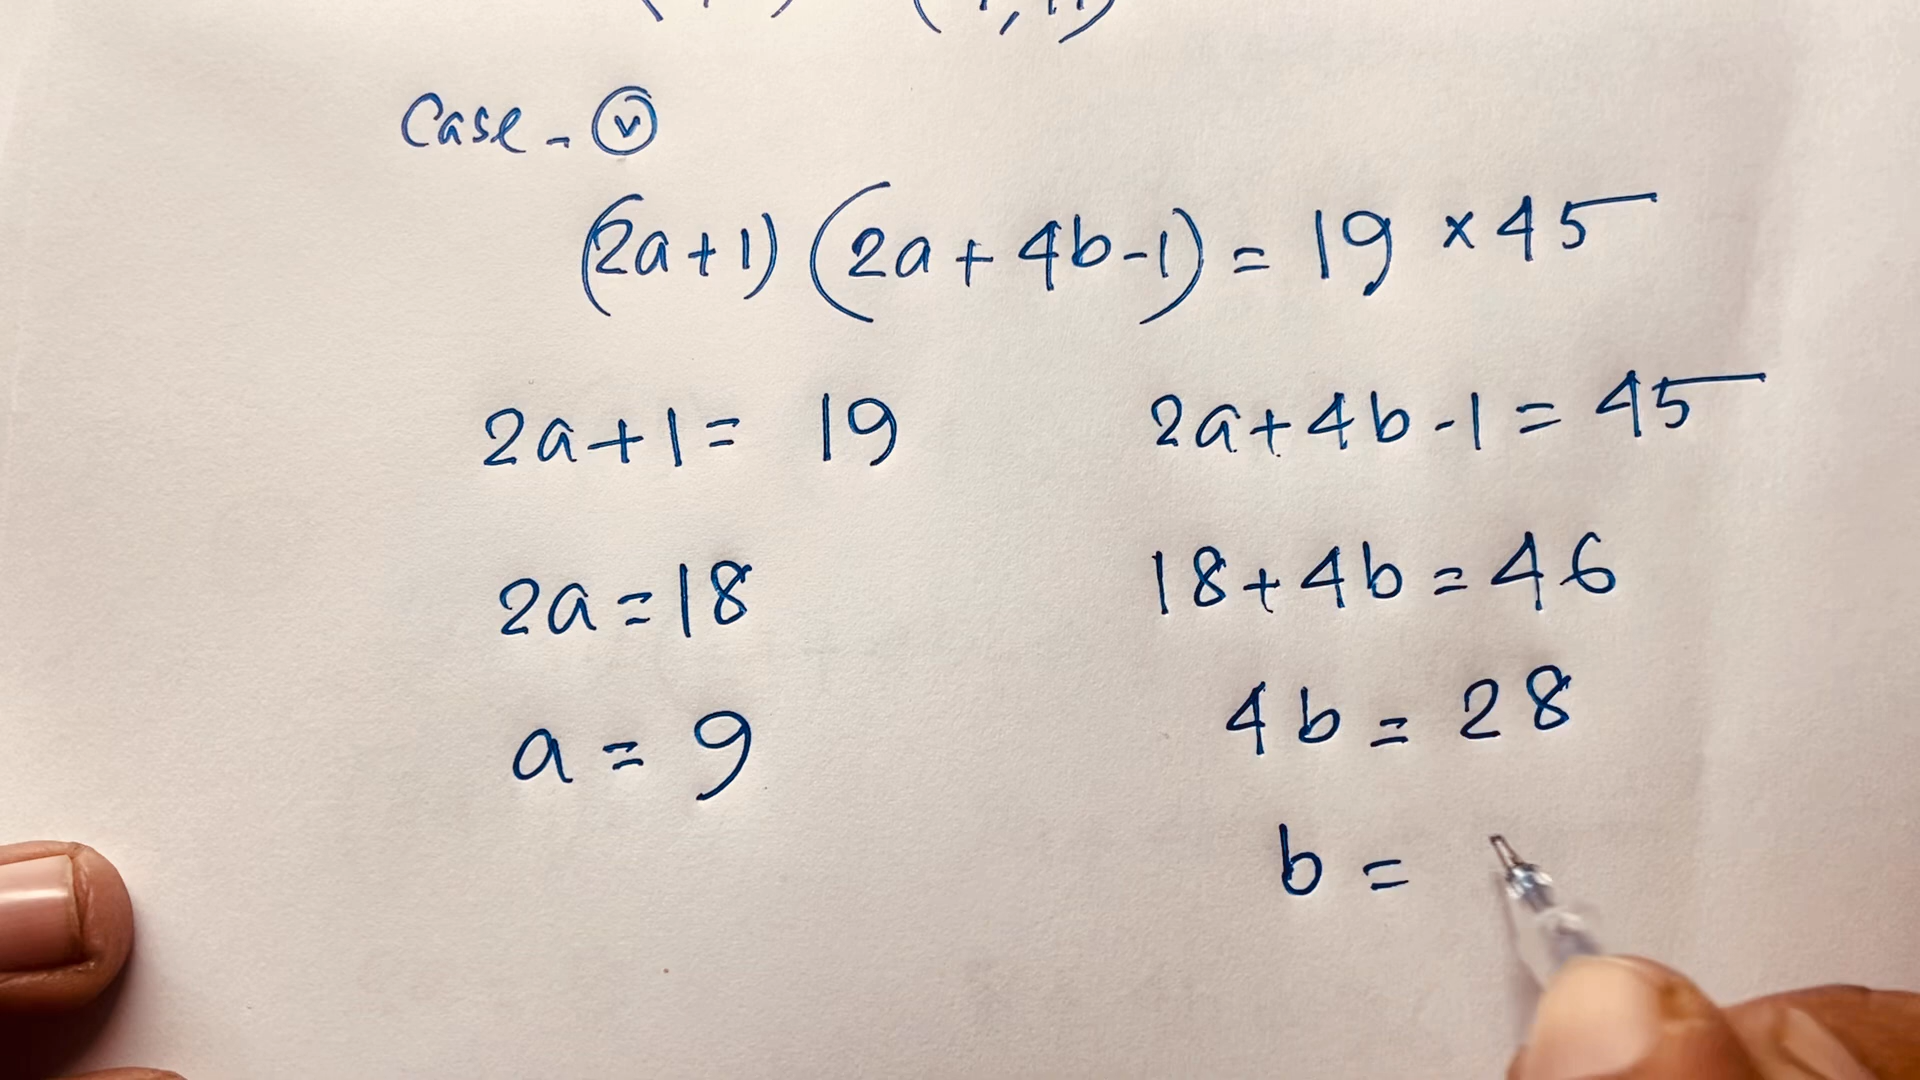 Case - (v)
(2a+1) (2a+4b-1) = 19 × 45
2a+1 = 19
2a = 18
a = 9
2a+4b-1 = 45
18+4b = 46
4b = 28
b =